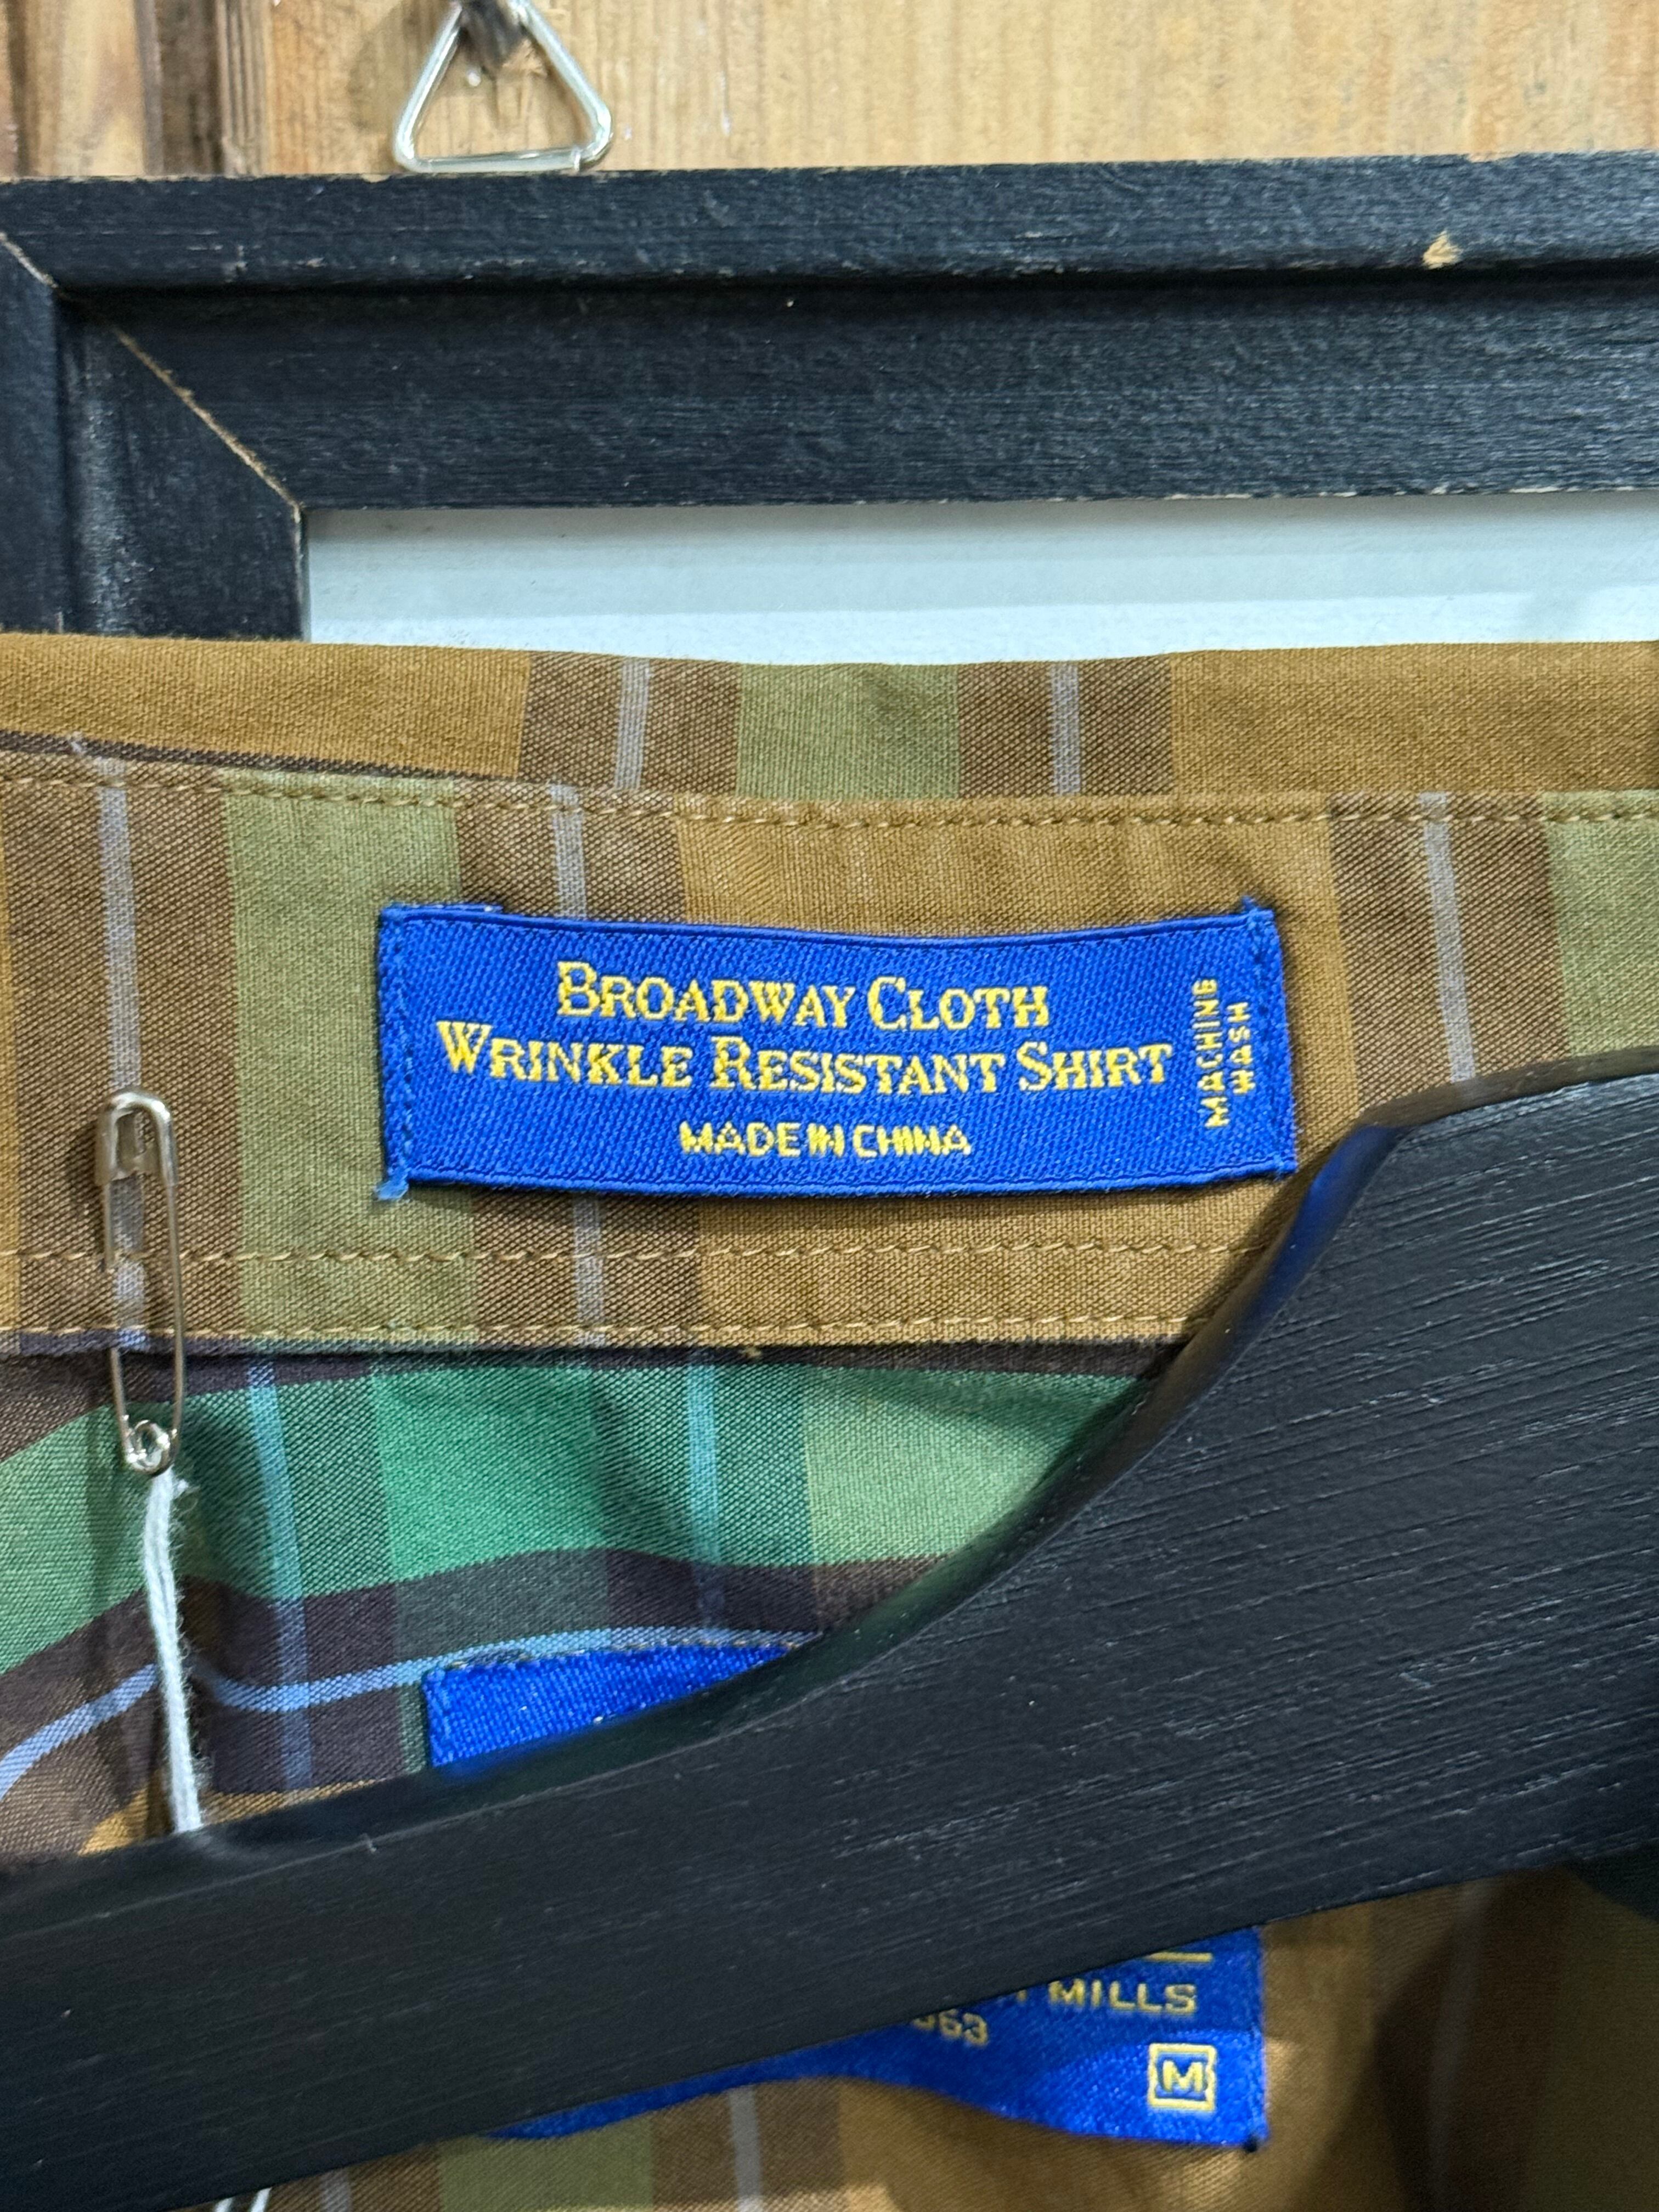 BROADWAY CLOTH
WRINKLE RESISTANT SHIRT
MADE IN CHINA
MACHINE
WASH
MILLS
M